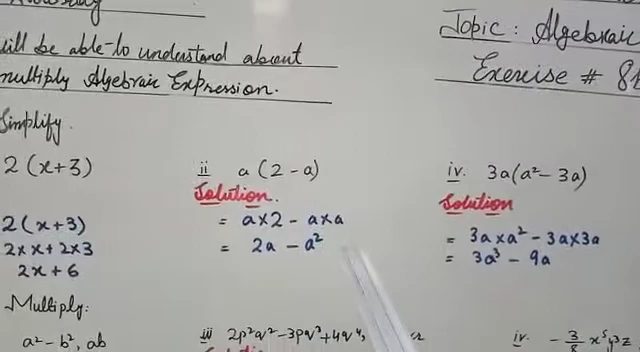 will be able to understand about
multiply Algebraic Expression.
Topic: Algebraic
Exercise # 8
Simplify.
2(x+3)
2(x+3)
2×x+2×3
2x+6
ii a(2-a)
Solution.
= a×2 - a×a
= 2a - a²
iv. 3a(a²-3a)
Solution
= 3a×a² - 3a×3a
= 3a³ - 9a
Multiply:
a²-b², ab
iii 2p²q²-3pq³+4q⁴,
iv. -3/8 x⁵y³z